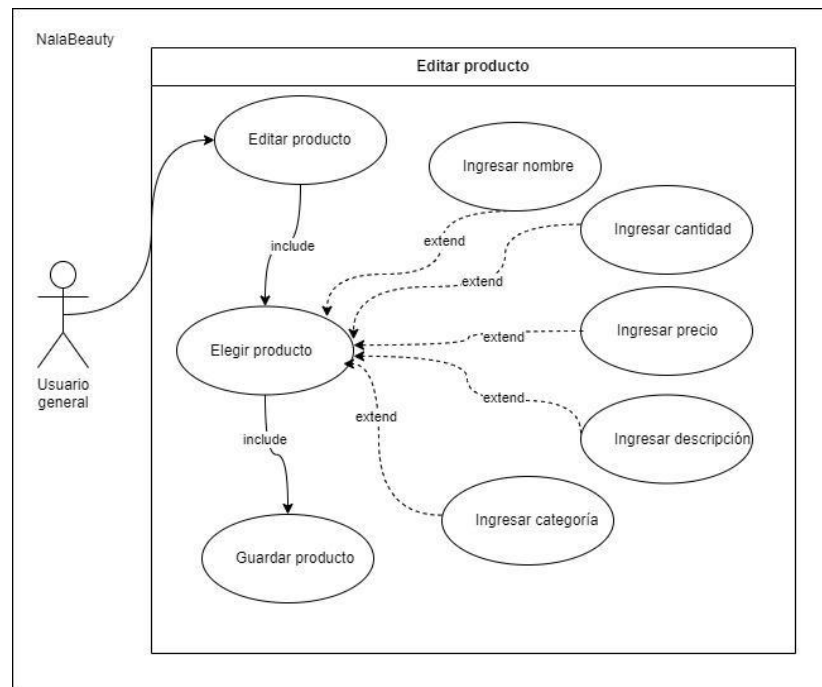 NalaBeauty
Editar producto
Editar producto
Ingresar nombre
Ingresar cantidad
include
extend
extend
Ingresar precio
extend
Elegir producto
Usuario
general
extend
extend
include
Ingresar descripción
Ingresar categoría
Guardar producto